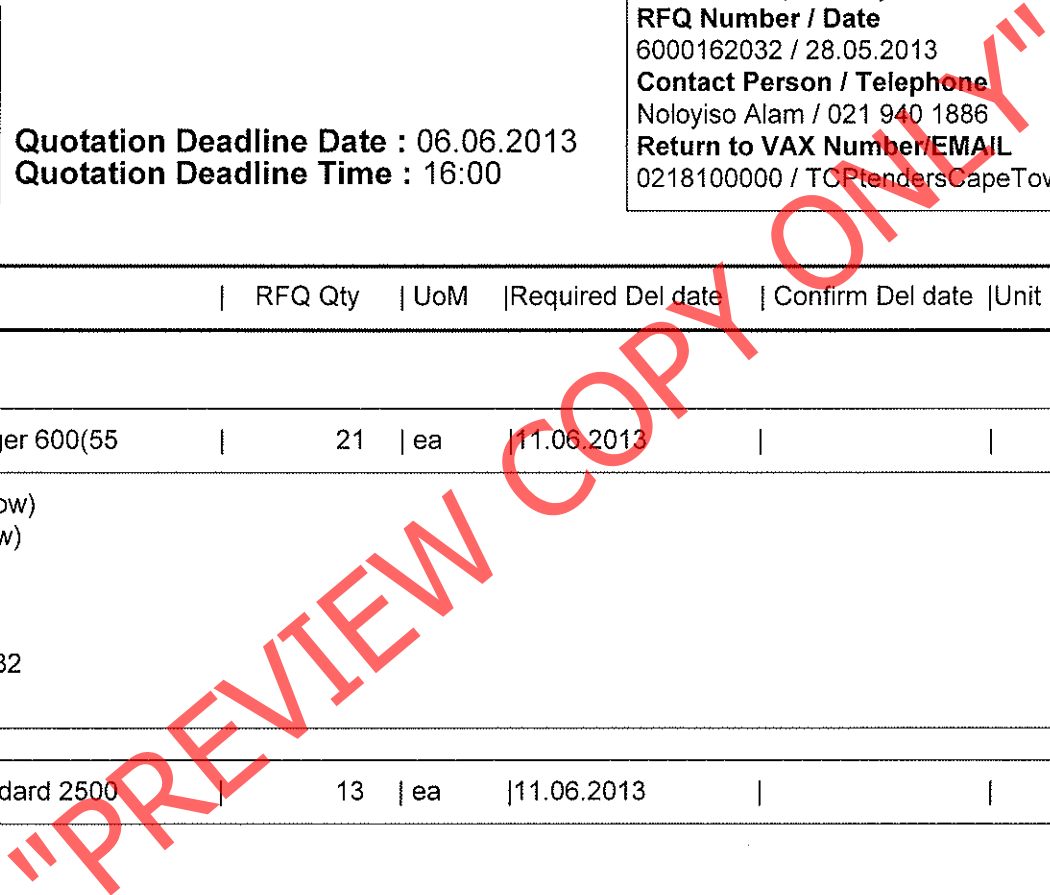 RFQ Number / Date
6000162032 / 28.05.2013
Contact Person / Telephone
Noloyiso Alam / 021 940 1886
Return to VAX Number/EMAIL
0218100000 / TCPtendersCapeTov
Quotation Deadline Date : 06.06.2013
Quotation Deadline Time : 16:00
| RFQ Qty | UoM |Required Del date | Confirm Del date |Unit
ger 600(55 | 21 | ea |11.06.2013 | |
ow)
w)
32
dard 2500 | 13 | ea |11.06.2013 | |
"PREVIEW COPY ONLY"